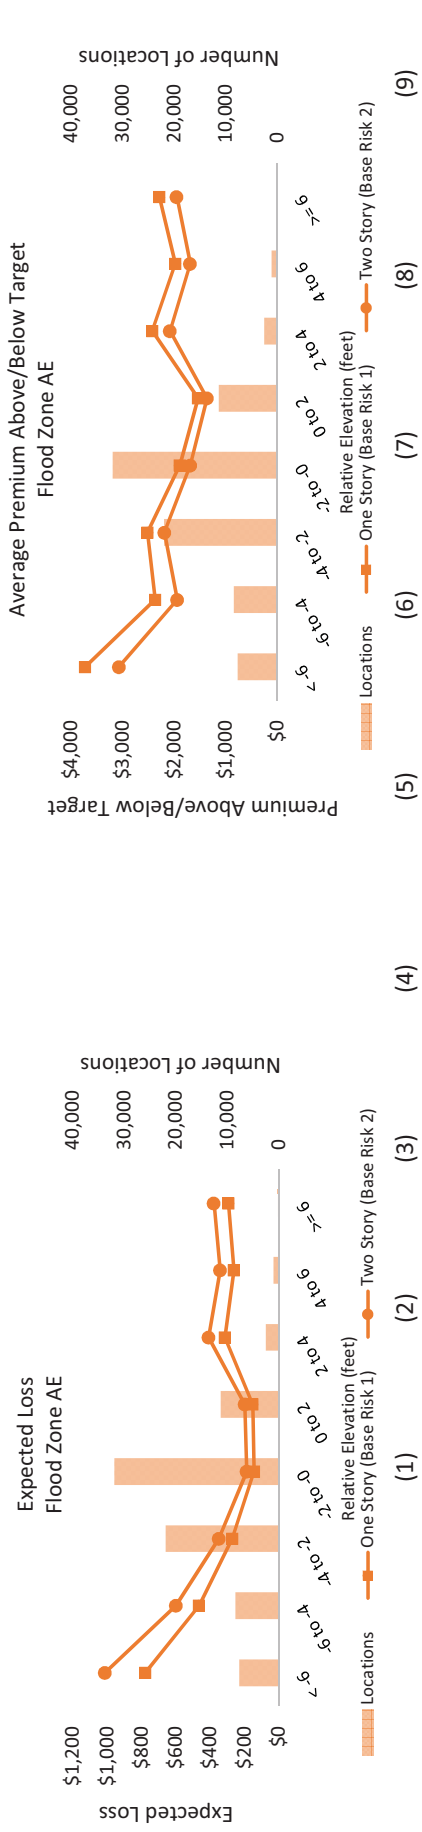 Expected Loss
Flood Zone AE
Expected Loss
$1,200
$1,000
$800
$600
$400
$200
$0
Number of Locations
40,000
30,000
20,000
10,000
0
<-6
-6 to -4
-4 to -2
-2 to -0
0 to 2
2 to 4
4 to 6
>=6
Relative Elevation (feet)
Locations
One Story (Base Risk 1)
Two Story (Base Risk 2)
Average Premium Above/Below Target
Flood Zone AE
Premium Above/Below Target
$4,000
$3,000
$2,000
$1,000
$0
Number of Locations
40,000
30,000
20,000
10,000
0
<-6
-6 to -4
-4 to -2
-2 to -0
0 to 2
2 to 4
4 to 6
>=6
Relative Elevation (feet)
Locations
One Story (Base Risk 1)
Two Story (Base Risk 2)
(1) (2) (3) (4) (5) (6) (7) (8) (9)